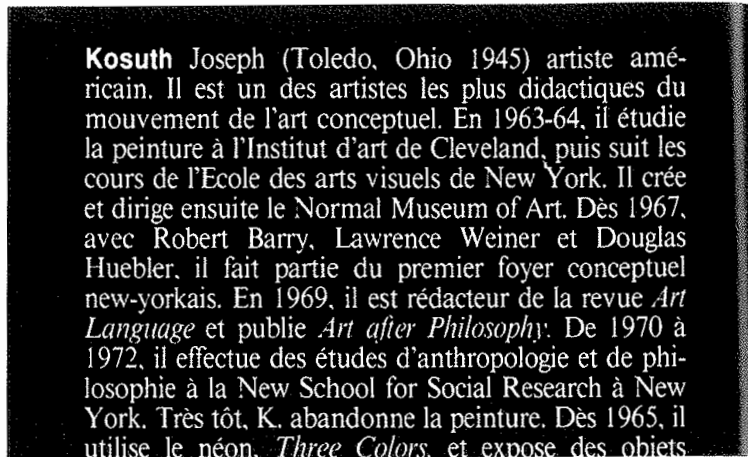 Kosuth Joseph (Toledo, Ohio 1945) artiste amé-
ricain. Il est un des artistes les plus didactiques du
mouvement de l'art conceptuel. En 1963-64, il étudie
la peinture à l'Institut d'art de Cleveland, puis suit les
cours de l'Ecole des arts visuels de New York. Il crée
et dirige ensuite le Normal Museum of Art. Dès 1967,
avec Robert Barry, Lawrence Weiner et Douglas
Huebler, il fait partie du premier foyer conceptuel
new-yorkais. En 1969, il est rédacteur de la revue Art
Language et publie Art after Philosophy. De 1970 à
1972, il effectue des études d'anthropologie et de phi-
losophie à la New School for Social Research à New
York. Très tôt, K. abandonne la peinture. Dès 1965, il
utilise le néon, Three Colors, et expose des objets